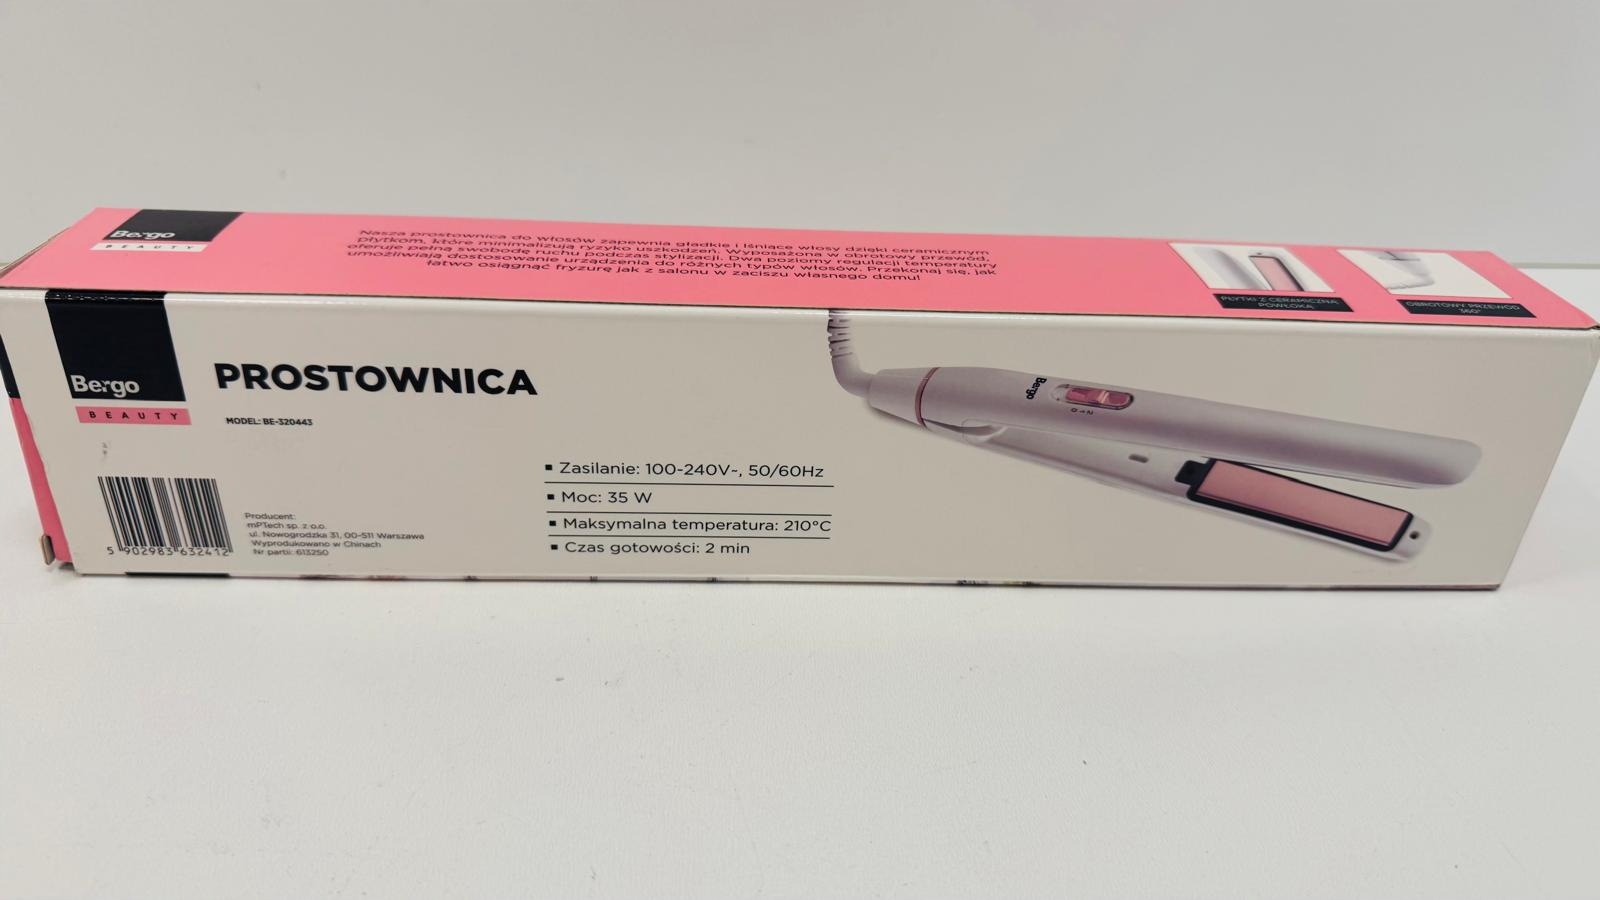 Bergo
BEAUTY
Nasza prostownica do włosów zapewnia gładkie i lśniące włosy dzięki ceramicznym
płytkom, które minimalizują ryzyko uszkodzeń. Wyposażona w obrotowy przewód,
oferuje pełną swobodę ruchu podczas stylizacji. Dwa poziomy regulacji temperatury
umożliwiają dostosowanie urządzenia do różnych typów włosów. Przekonaj się, jak
łatwo osiągnąć fryzurę jak z salonu w zaciszu własnego domu!
PŁYTKI Z CERAMICZNĄ
POWŁOKĄ
OBROTOWY PRZEWÓD
360°
Bergo
BEAUTY
PROSTOWNICA
MODEL: BE-320443
Bergo
0 1 2
▪ Zasilanie: 100-240V~, 50/60Hz
▪ Moc: 35 W
▪ Maksymalna temperatura: 210°C
▪ Czas gotowości: 2 min
Producent:
mPTech sp. z o.o.
ul. Nowogrodzka 31, 00-511 Warszawa
Wyprodukowano w Chinach
Nr partii: 613250
5 902983 632412